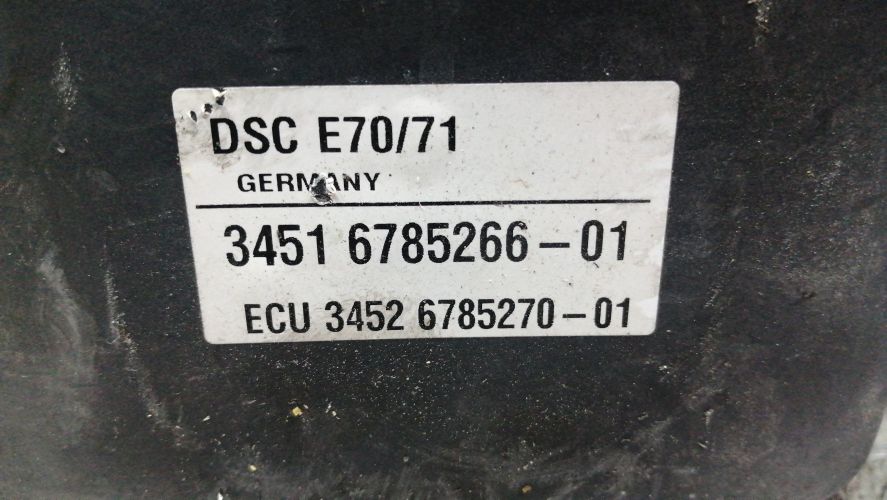 DSC E70/71
GERMANY
3451 6785266-01
ECU 3452 6785270-01